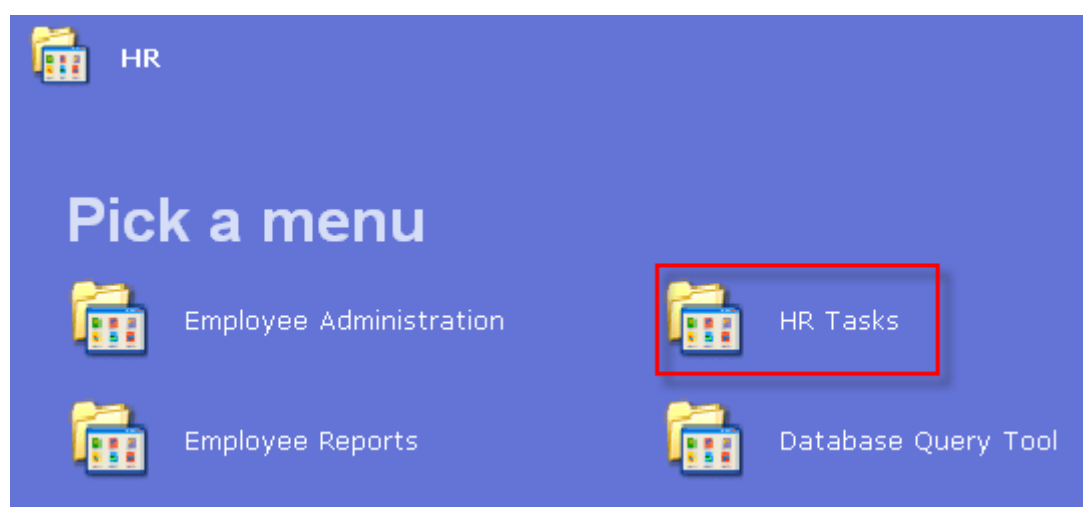 HR
Pick a menu
Employee Administration
HR Tasks
Employee Reports
Database Query Tool